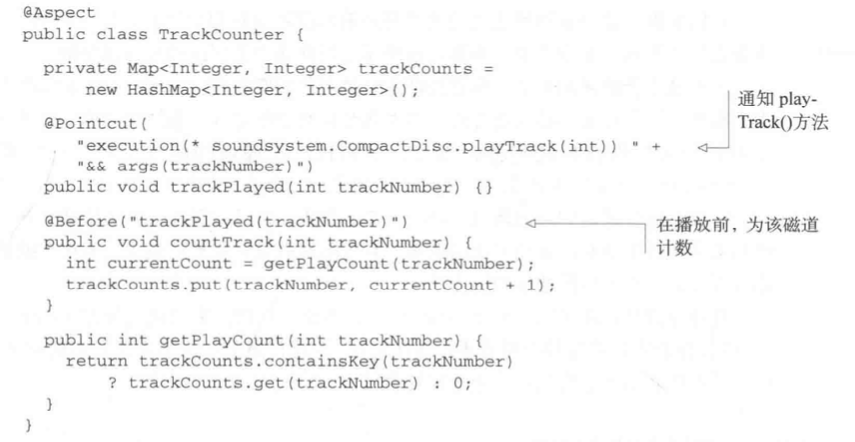 @Aspect
public class TrackCounter {
private Map<Integer, Integer> trackCounts =
new HashMap<Integer, Integer>();
@Pointcut(
"execution(* soundsystem.CompactDisc.playTrack(int)) " +
"&& args(trackNumber)")
public void trackPlayed(int trackNumber) {}
通知 play-
Track()方法
@Before("trackPlayed(trackNumber)")
public void countTrack(int trackNumber) {
int currentCount = getPlayCount(trackNumber);
trackCounts.put(trackNumber, currentCount + 1);
}
在播放前，为该磁道
计数
public int getPlayCount(int trackNumber) {
return trackCounts.containsKey(trackNumber)
? trackCounts.get(trackNumber) : 0;
}
}